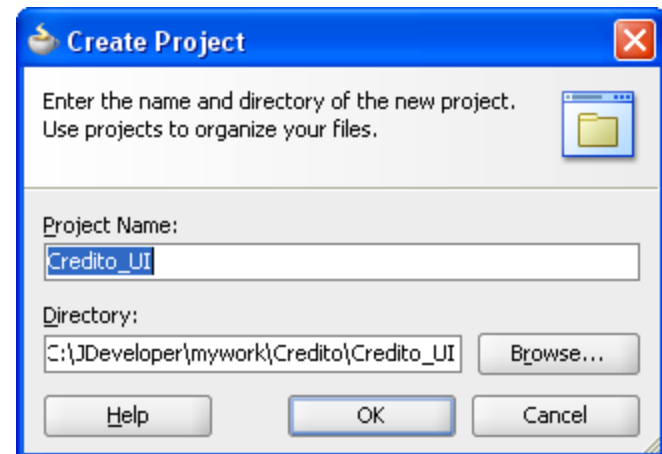 Create Project
Enter the name and directory of the new project.
Use projects to organize your files.
Project Name:
Credito_UI
Directory:
C:\JDeveloper\mywork\Credito\Credito_UI
Browse...
Help
OK
Cancel